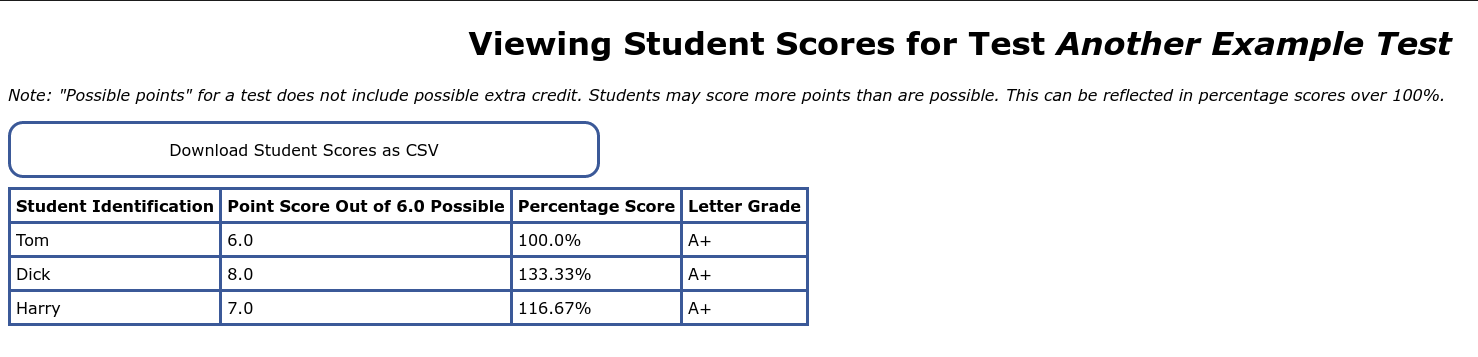 Viewing Student Scores for Test Another Example Test
Note: "Possible points" for a test does not include possible extra credit. Students may score more points than are possible. This can be reflected in percentage scores over 100%.
Download Student Scores as CSV
Student Identification Point Score Out of 6.0 Possible Percentage Score Letter Grade
Tom 6.0 100.0% A+
Dick 8.0 133.33% A+
Harry 7.0 116.67% A+